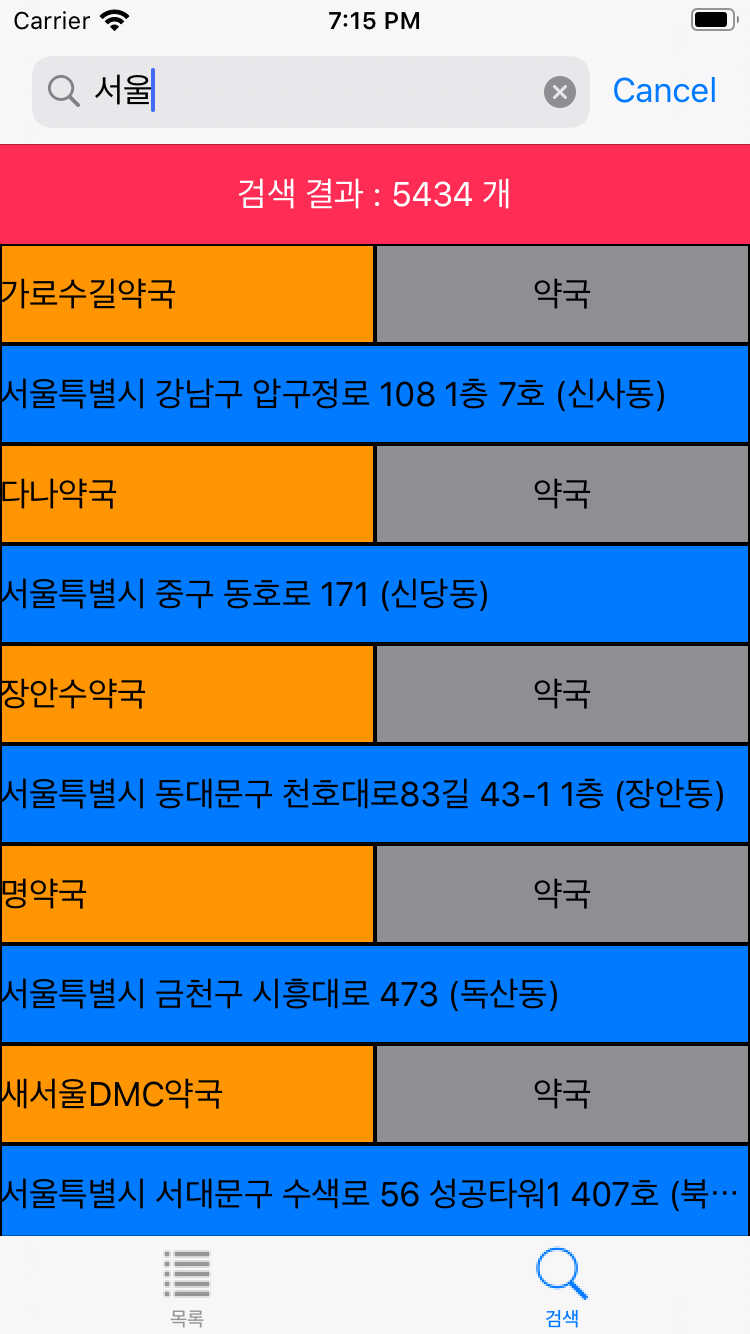 Carrier 7:15 PM
서울 Cancel
검색 결과 : 5434 개
가로수길약국 약국
서울특별시 강남구 압구정로 108 1층 7호 (신사동)
다나약국 약국
서울특별시 중구 동호로 171 (신당동)
장안수약국 약국
서울특별시 동대문구 천호대로83길 43-1 1층 (장안동)
명약국 약국
서울특별시 금천구 시흥대로 473 (독산동)
새서울DMC약국 약국
서울특별시 서대문구 수색로 56 성공타워1 407호 (북…
목록 검색